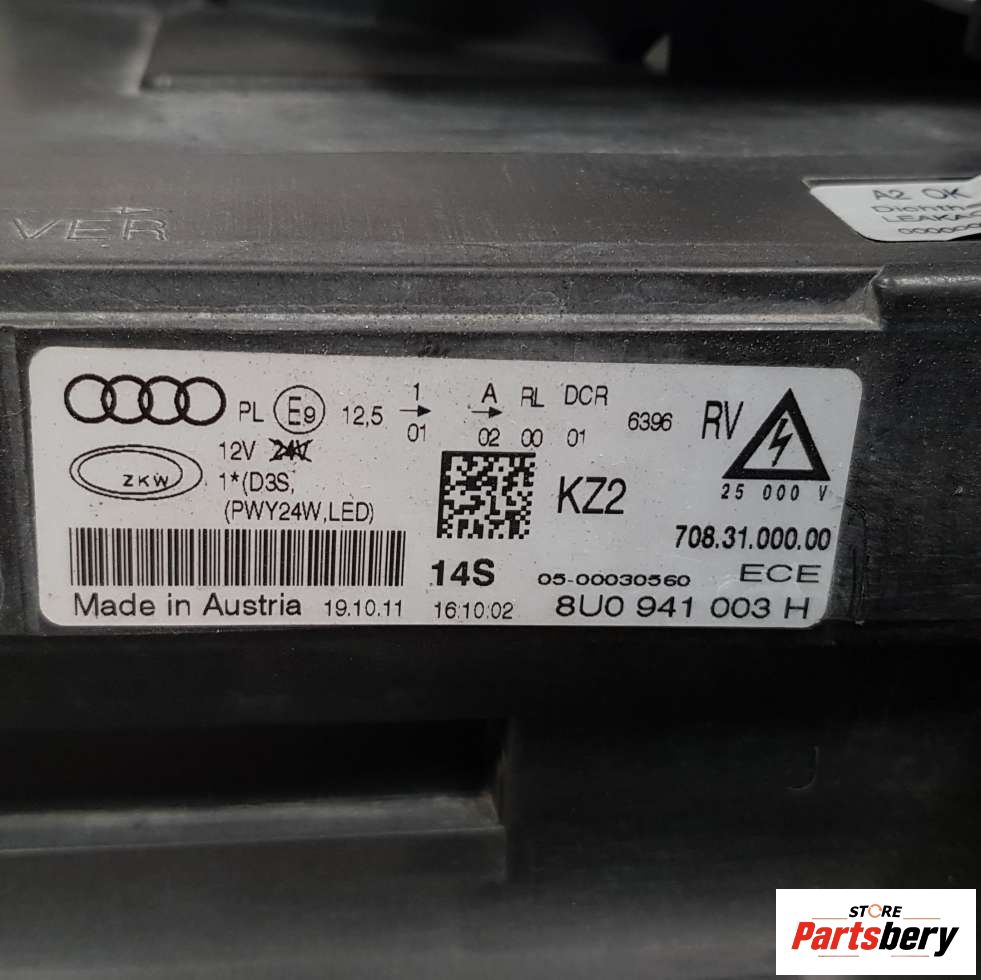 VER
A2 OK
PL E9 12,5 1 01 A 02 RL 00 DCR 01 6396 RV
12V 24V
ZKW
1*(D3S,
(PWY24W,LED)
KZ2
25 000 V
708.31.000.00
14S 05-00030560 ECE
Made in Austria 19.10.11 16:10:02 8U0 941 003 H
STORE
Partsbery